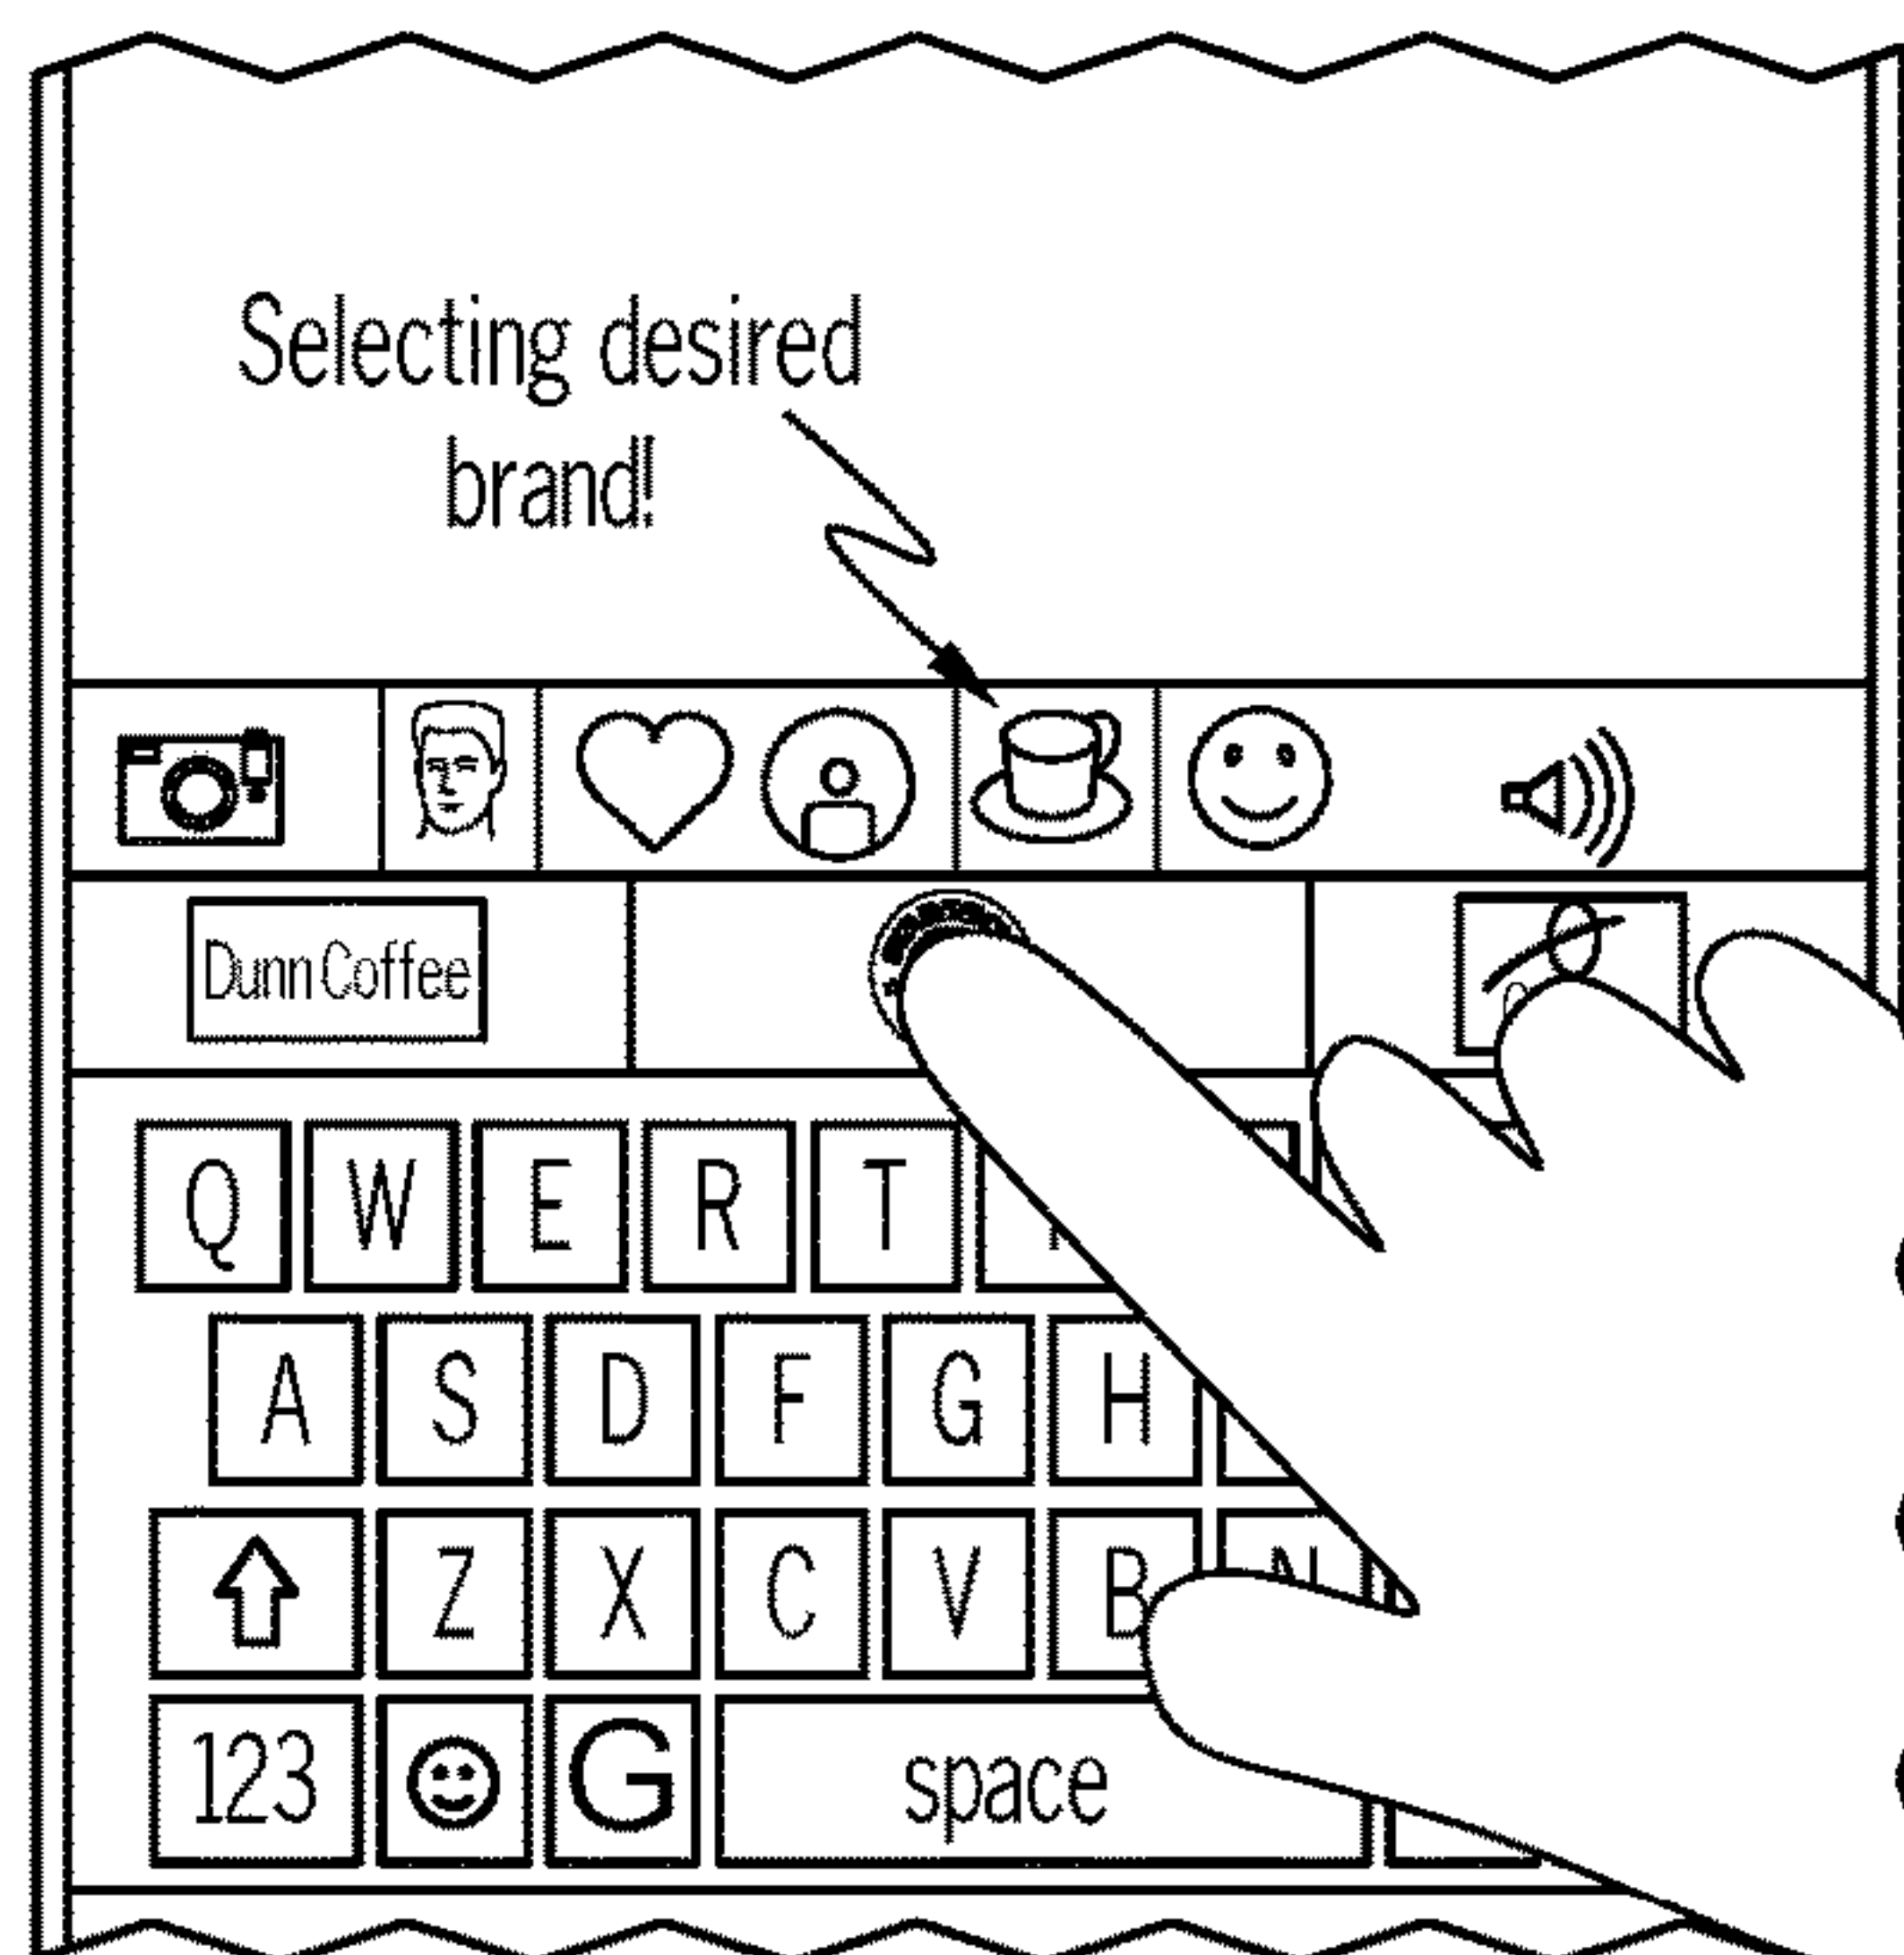 Selecting desired
brand!
Dunn Coffee
Q W E R T
A S D F G H
Z X C V B N
123 G space